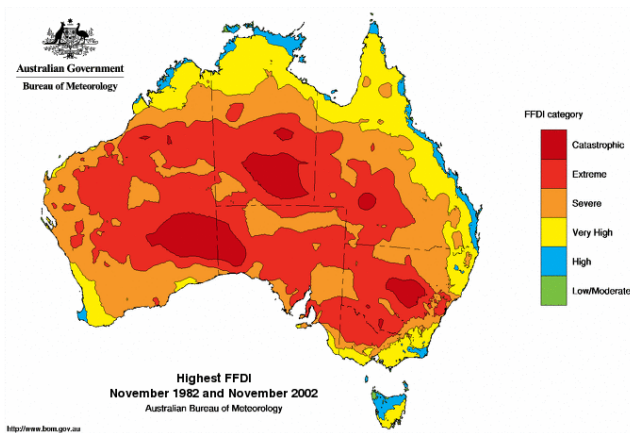 Australian Government
Bureau of Meteorology
FFDI category
Catastrophic
Extreme
Severe
Very High
High
Low/Moderate
Highest FFDI
November 1982 and November 2002
Australian Bureau of Meteorology
http://www.bom.gov.au